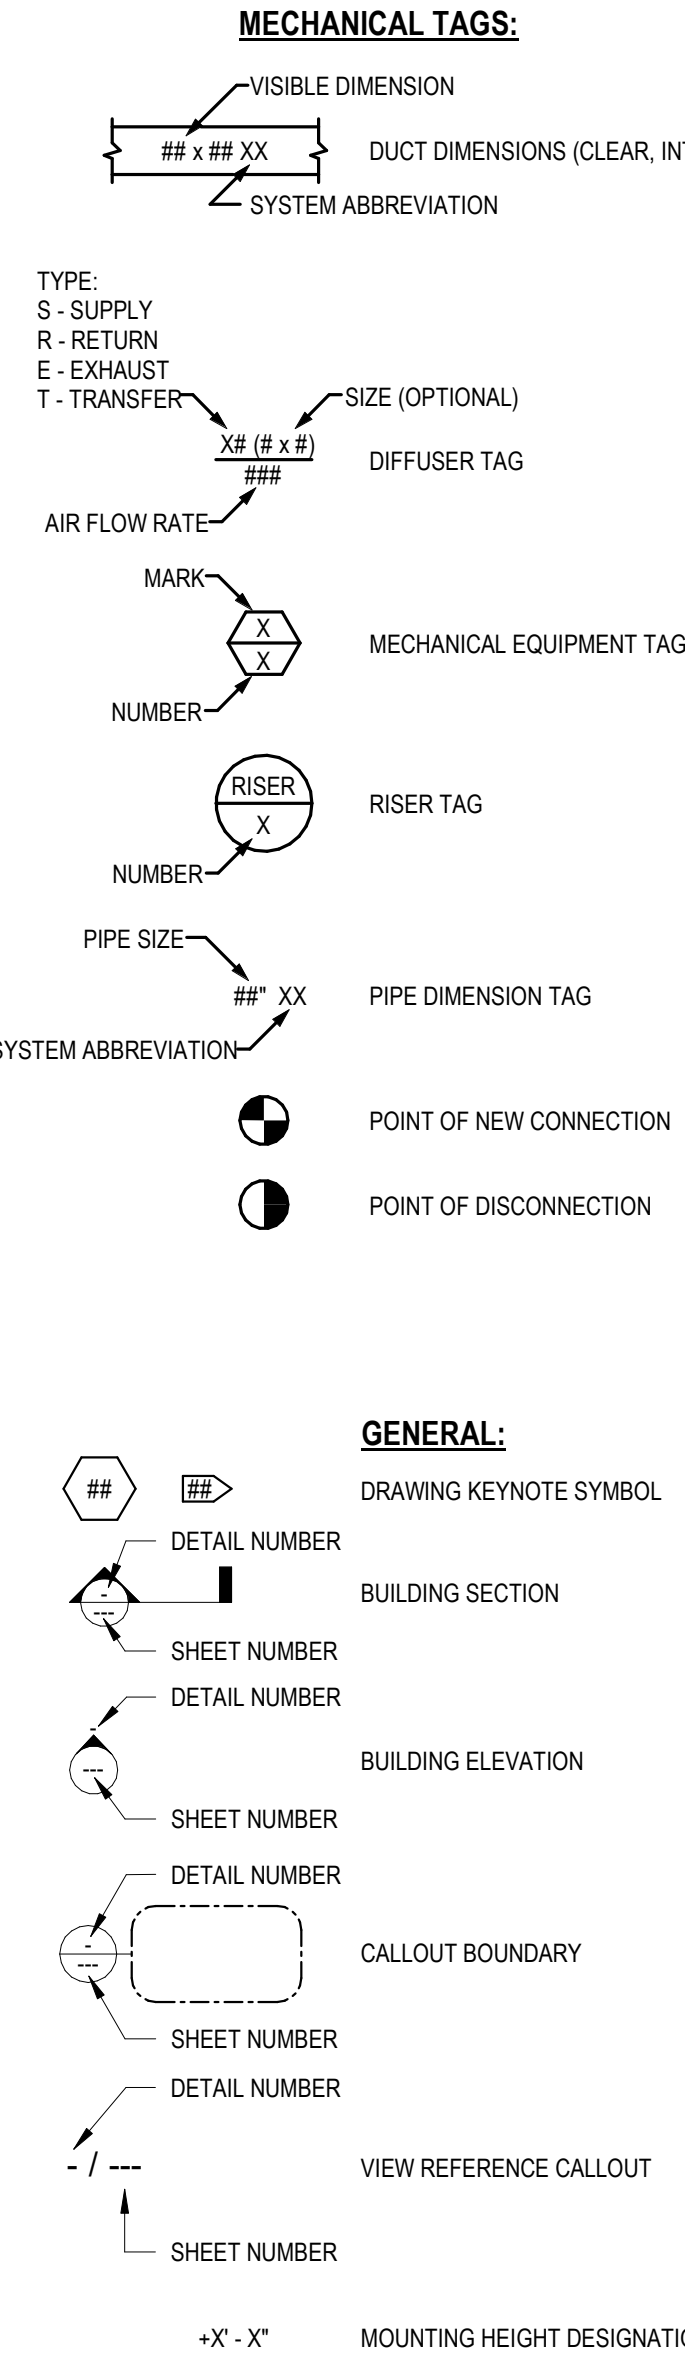 MECHANICAL TAGS:
VISIBLE DIMENSION
## x ## XX
DUCT DIMENSIONS (CLEAR,
SYSTEM ABBREVIATION
TYPE:
S - SUPPLY
R - RETURN
E - EXHAUST
T - TRANSFER
SIZE (OPTIONAL)
X# (# x #)
###
DIFFUSER TAG
AIR FLOW RATE
MARK
X
X
MECHANICAL EQUIPMENT TAG
NUMBER
RISER
X
RISER TAG
NUMBER
PIPE SIZE
##" XX
PIPE DIMENSION TAG
SYSTEM ABBREVIATION
POINT OF NEW CONNECTION
POINT OF DISCONNECTION
GENERAL:
## ##
DRAWING KEYNOTE SYMBOL
DETAIL NUMBER
-
---
BUILDING SECTION
SHEET NUMBER
DETAIL NUMBER
-
---
BUILDING ELEVATION
SHEET NUMBER
DETAIL NUMBER
-
---
CALLOUT BOUNDARY
SHEET NUMBER
DETAIL NUMBER
- / ---
VIEW REFERENCE CALLOUT
SHEET NUMBER
+X' - X"
MOUNTING HEIGHT